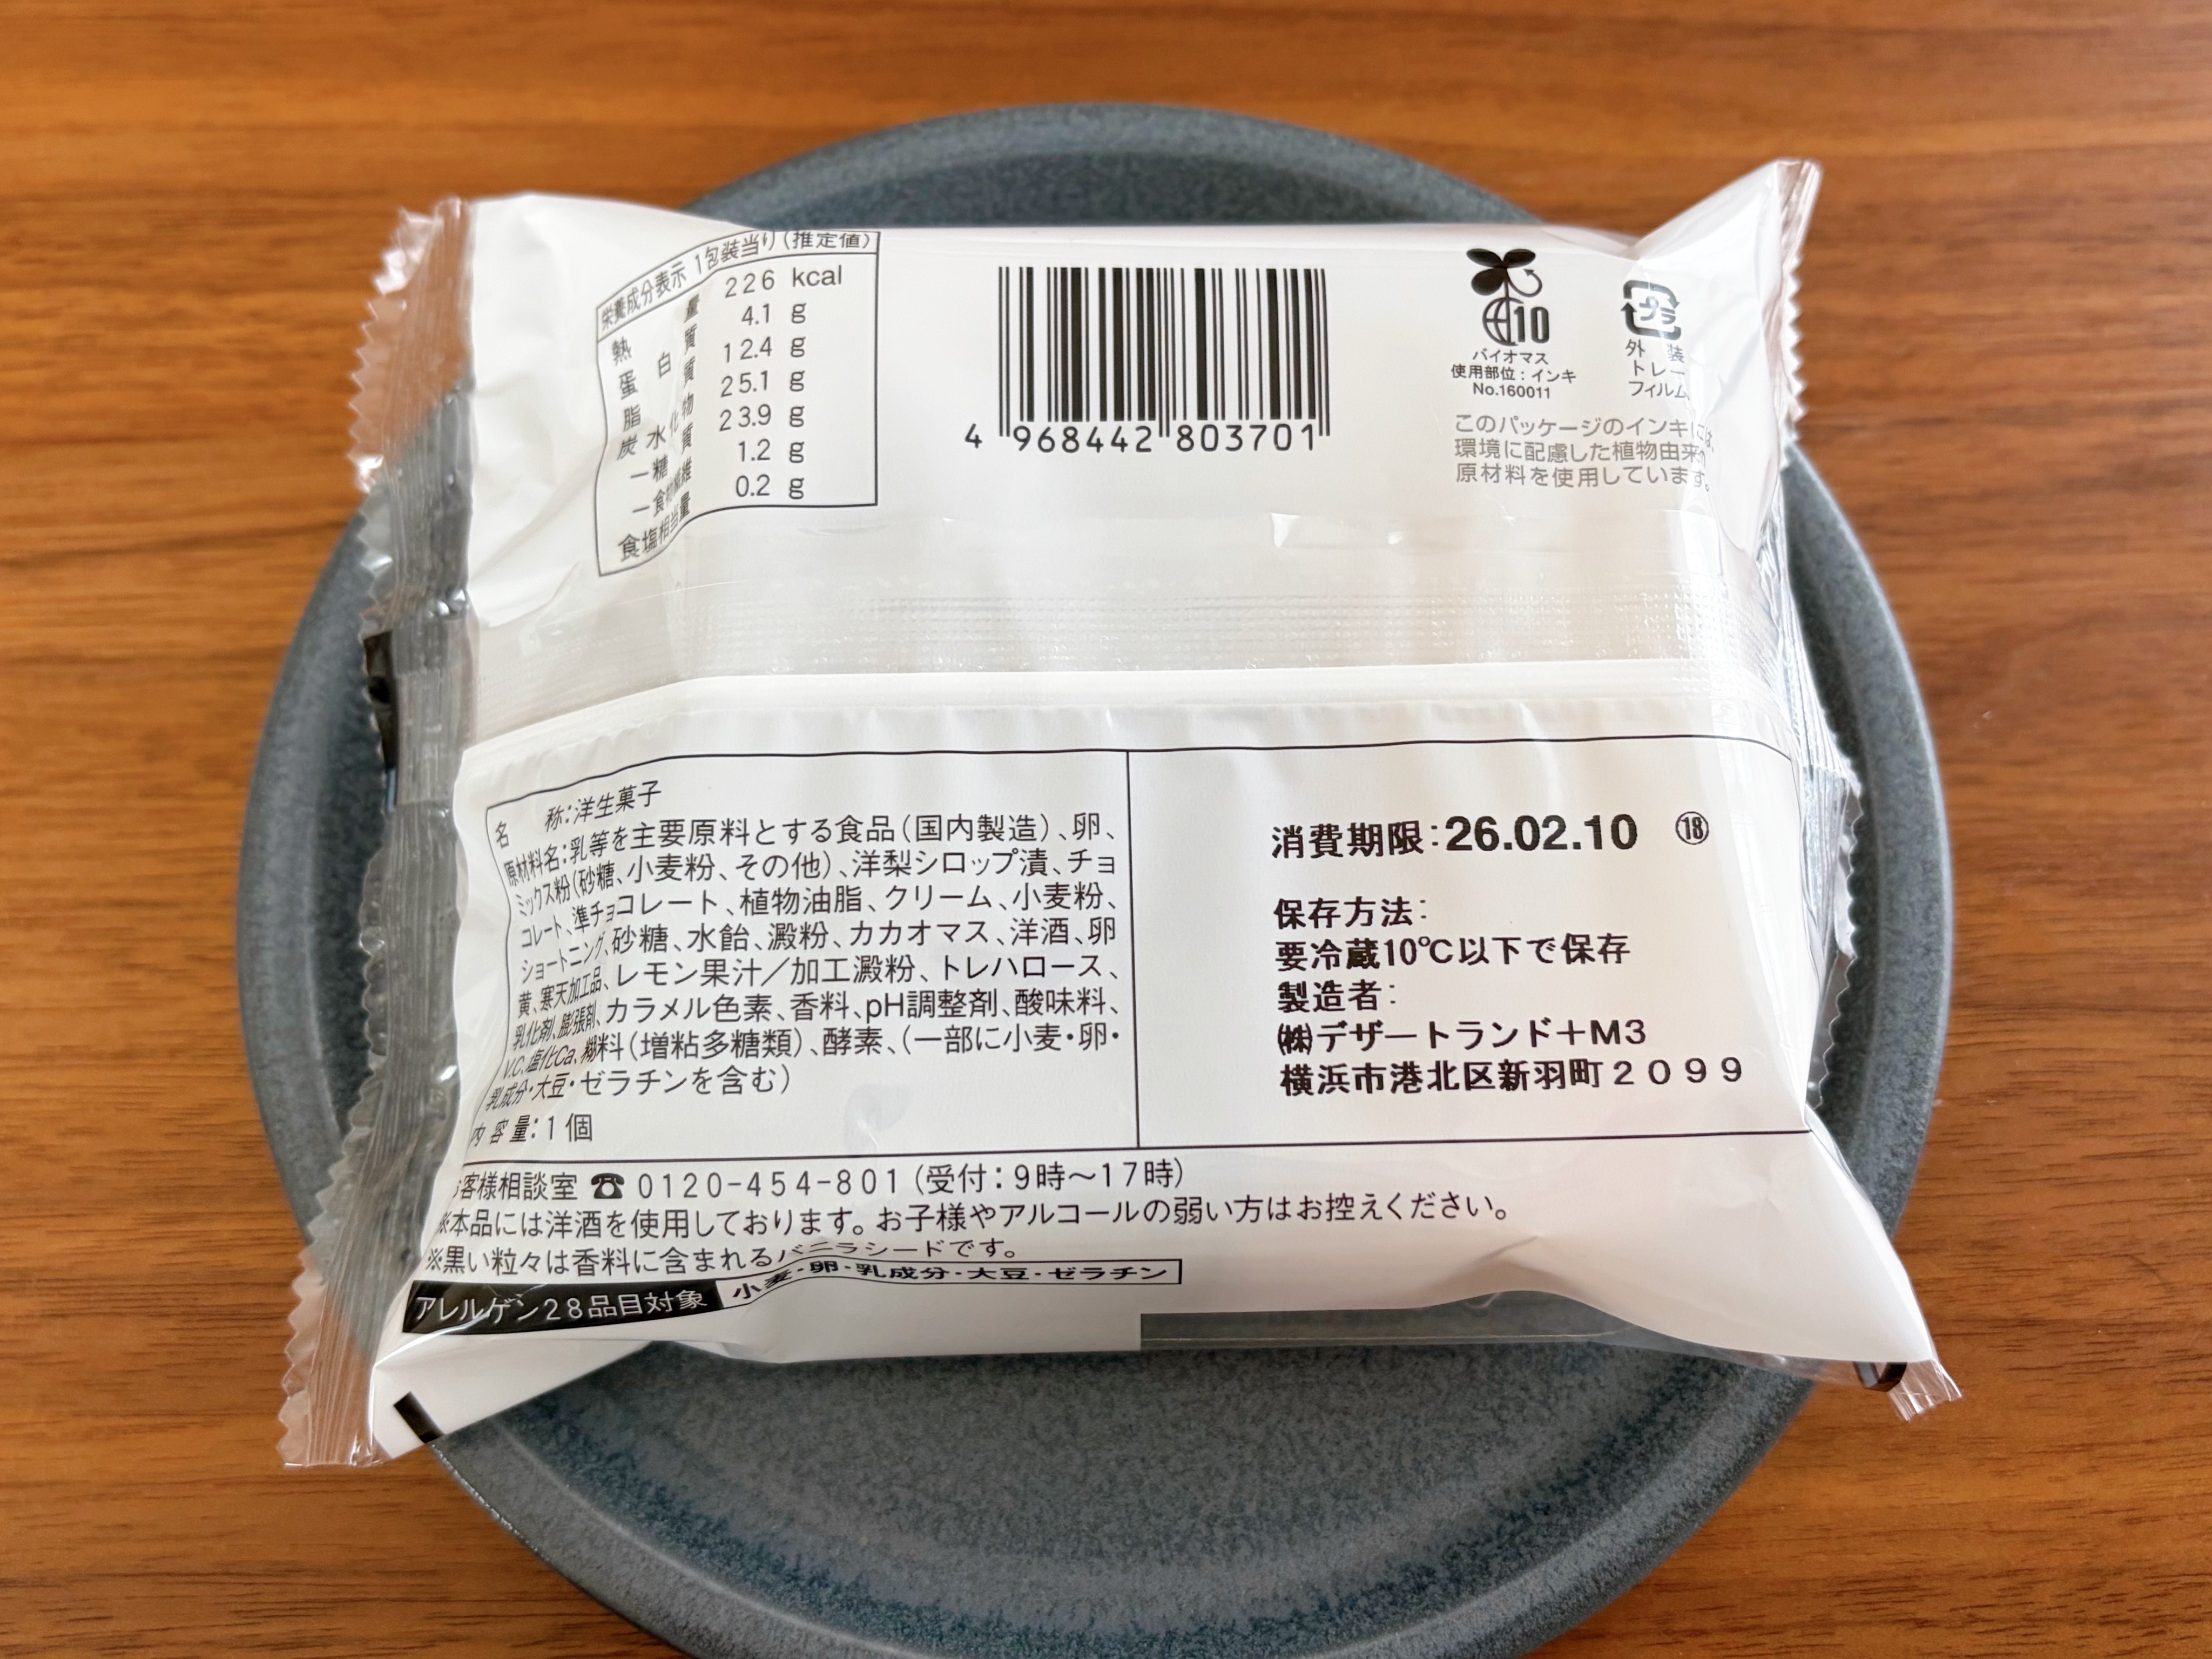 栄養成分表示 1包装当り(推定値)
熱量 226 kcal
蛋白質 4.1 g
脂質 12.4 g
炭水化物 25.1 g
－糖質 23.9 g
－食物繊維 1.2 g
食塩相当量 0.2 g
4 968442 803701
10
バイオマス
使用部位：インキ
No.160011
プラ
外装
トレー
フィルム
このパッケージのインキには、
環境に配慮した植物由来の
原材料を使用しています。
名称：洋生菓子
原材料名：乳等を主要原料とする食品(国内製造)、卵、
ミックス粉(砂糖、小麦粉、その他)、洋梨シロップ漬、チョ
コレート、準チョコレート、植物油脂、クリーム、小麦粉、
ショートニング、砂糖、水飴、澱粉、カカオマス、洋酒、卵
黄、寒天加工品、レモン果汁／加工澱粉、トレハロース、
乳化剤、膨張剤、カラメル色素、香料、pH調整剤、酸味料、
V.C、塩化Ca、糊料(増粘多糖類)、酵素、(一部に小麦・卵・
乳成分・大豆・ゼラチンを含む)
内容量：1個
消費期限:26.02.10 ⑱
保存方法:
要冷蔵10℃以下で保存
製造者:
㈱デザートランド＋M3
横浜市港北区新羽町2099
お客様相談室 ☎ 0120-454-801 (受付：9時～17時)
※本品には洋酒を使用しております。お子様やアルコールの弱い方はお控えください。
※黒い粒々は香料に含まれるバニラシードです。
アレルゲン28品目対象 小麦・卵・乳成分・大豆・ゼラチン